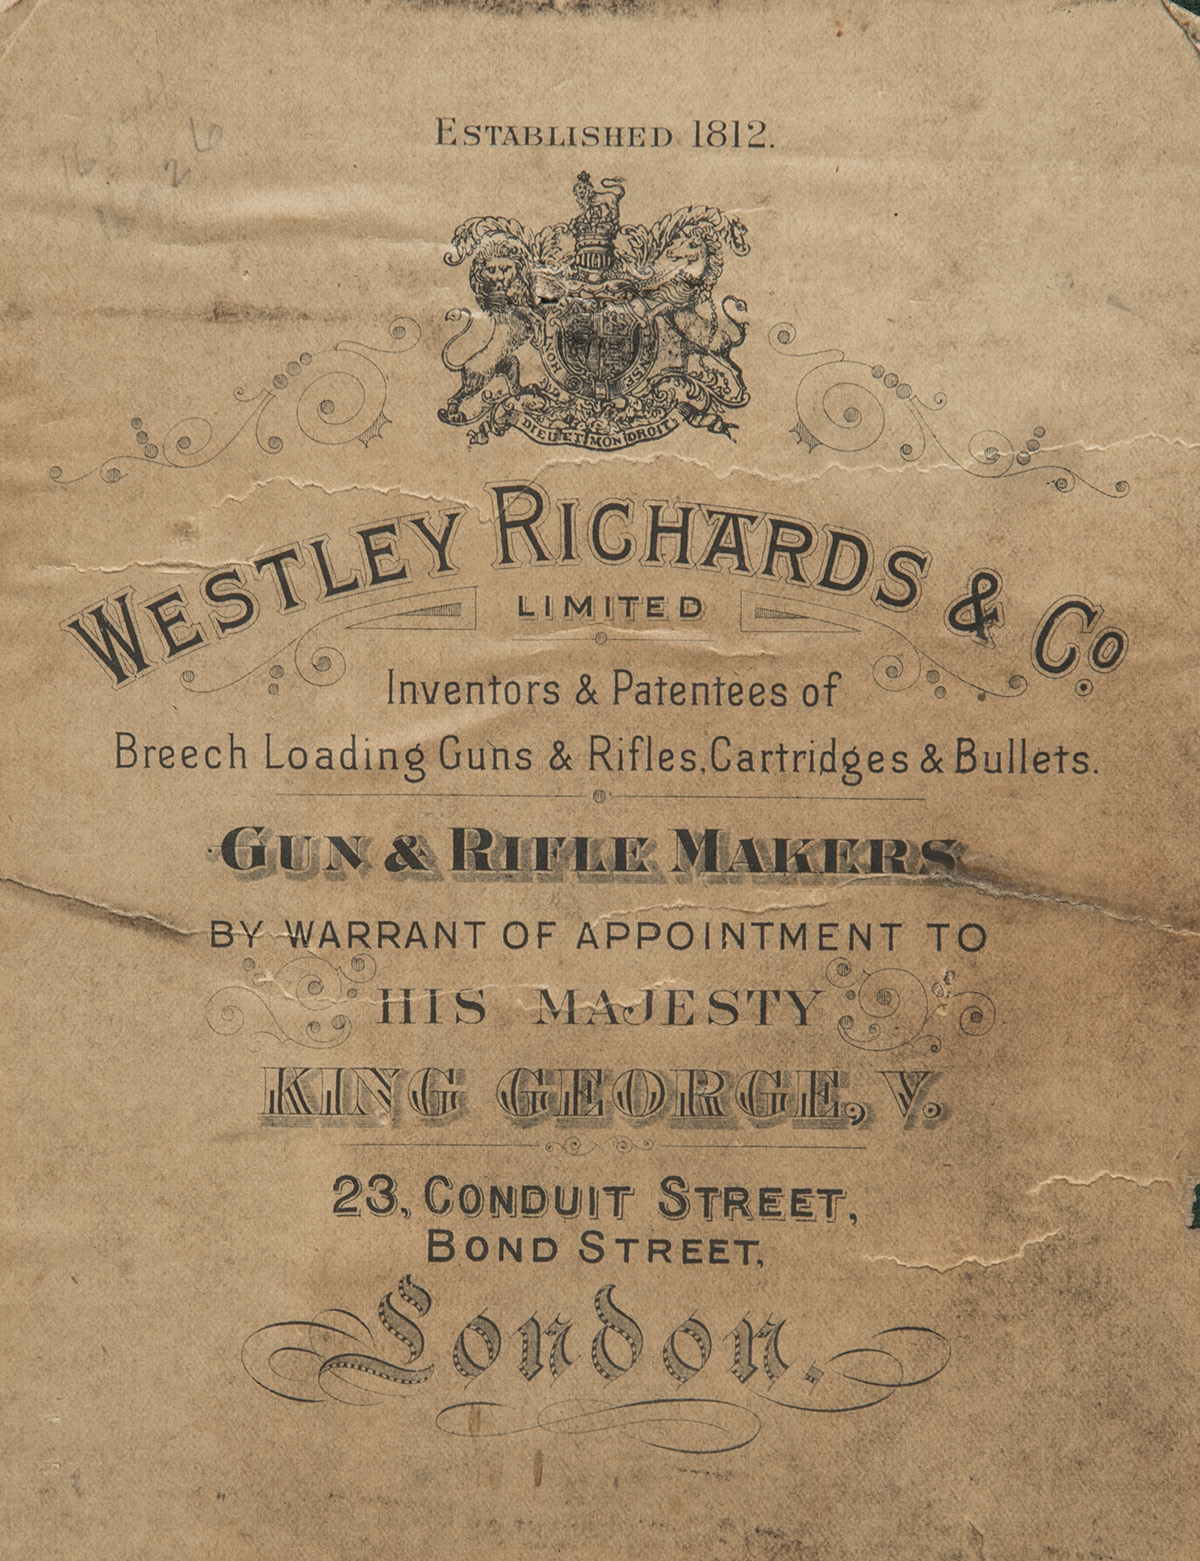 ESTABLISHED 1812.
DIEU ET MON DROIT
WESTLEY RICHARDS & Co.
LIMITED
Inventors & Patentees of
Breech Loading Guns & Rifles, Cartridges & Bullets.
GUN & RIFLE MAKERS
BY WARRANT OF APPOINTMENT TO
HIS MAJESTY
KING GEORGE, V.
23, CONDUIT STREET,
BOND STREET,
London.